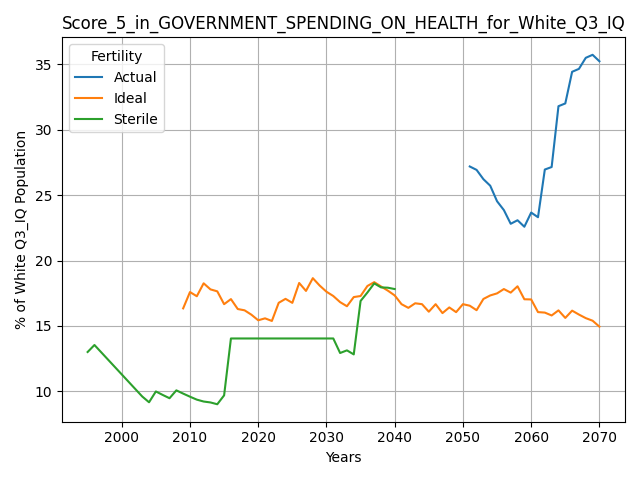 Score_5_in_GOVERNMENT_SPENDING_ON_HEALTH_for_White_Q3_IQ
Fertility
Actual
Ideal
Sterile
% of White Q3_IQ Population
35
30
25
20
15
10
2000 2010 2020 2030 2040 2050 2060 2070
Years